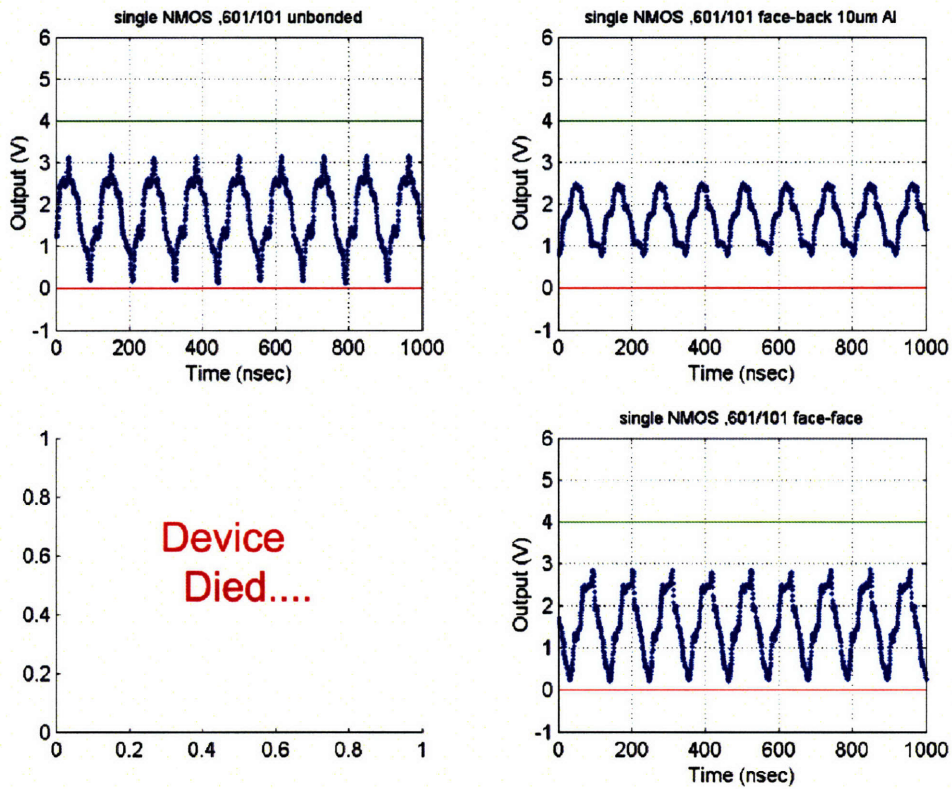 single NMOS ,601/101 unbonded
6
5
4
3
2
1
0
-1
Output (V)
0 200 400 600 800 1000
Time (nsec)
single NMOS ,601/101 face-back 10um Al
6
5
4
3
2
1
0
-1
Output (V)
0 200 400 600 800 1000
Time (nsec)
1
0.8
0.6
0.4
0.2
0
Device
Died....
0 0.2 0.4 0.6 0.8 1
single NMOS ,601/101 face-face
6
5
4
3
2
1
0
-1
Output (V)
0 200 400 600 800 1000
Time (nsec)